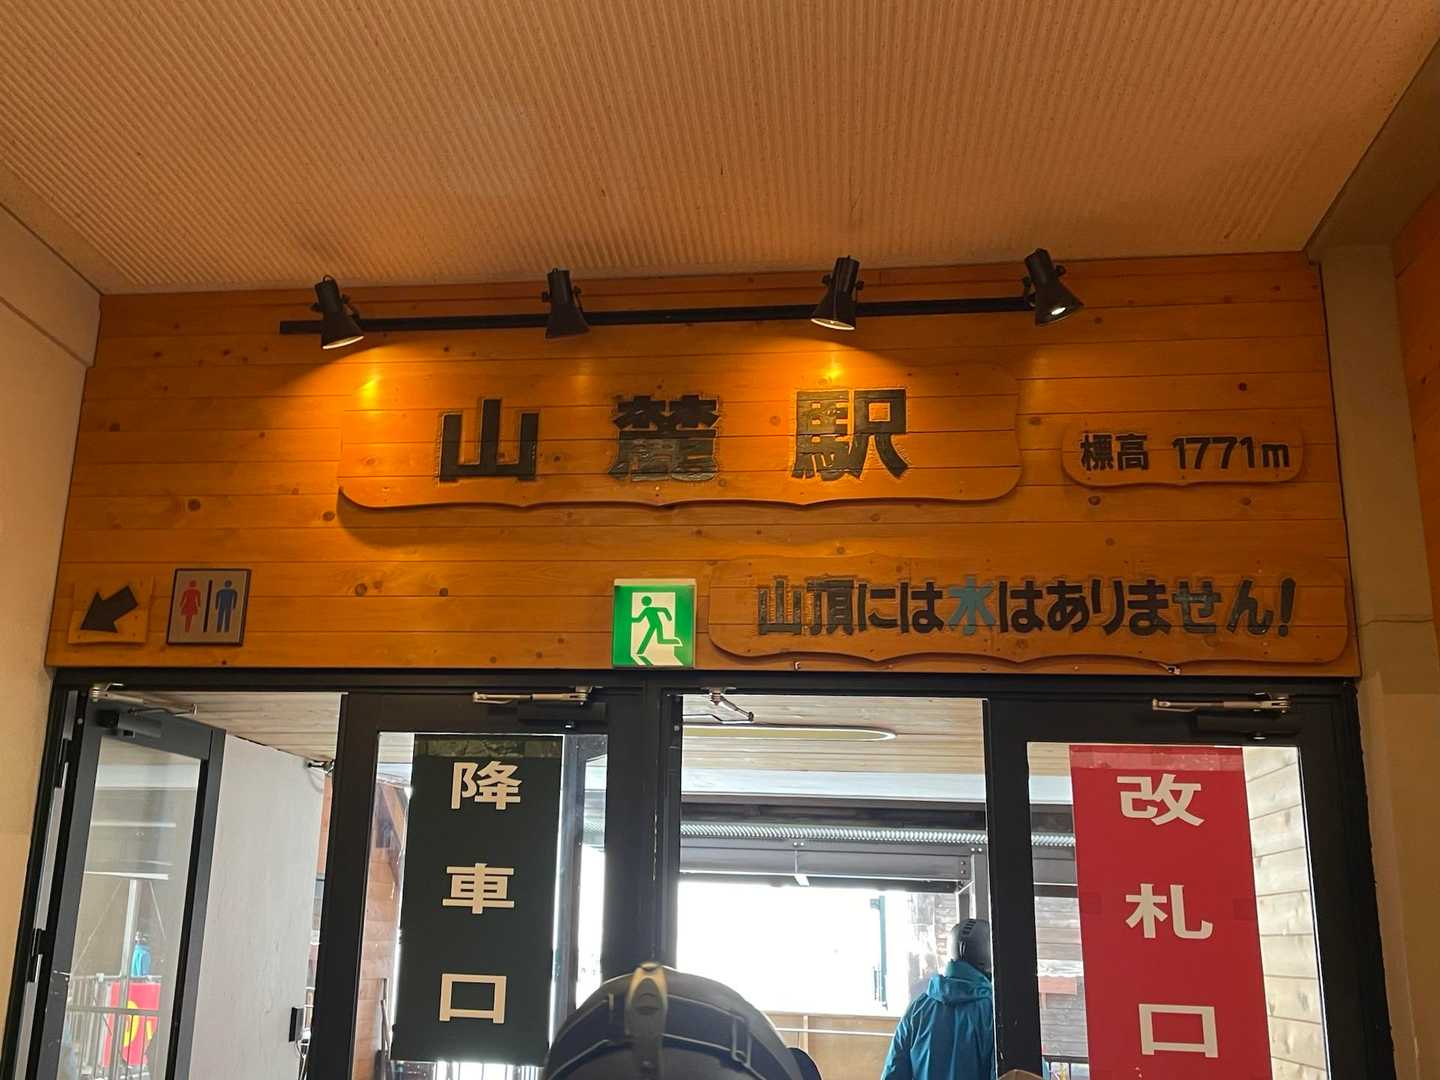 山麓駅
標高 1771m
山頂には水はありません!
降車口
改札口